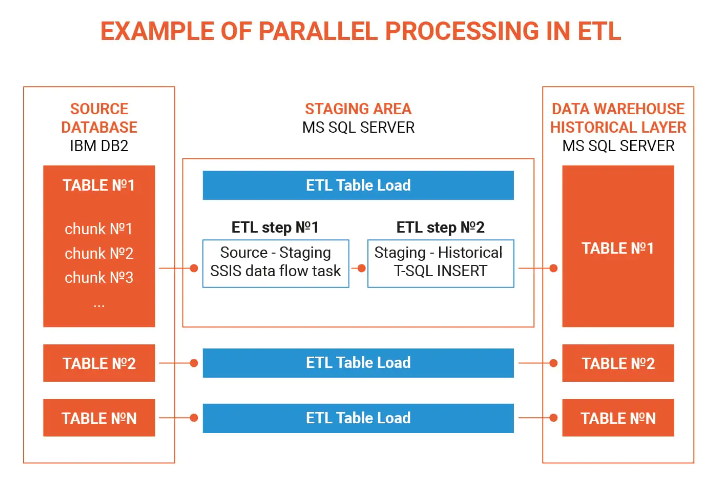 EXAMPLE OF PARALLEL PROCESSING IN ETL
SOURCE
DATABASE
IBM DB2
TABLE №1
chunk №1
chunk №2
chunk №3
...
TABLE №2
TABLE №N
STAGING AREA
MS SQL SERVER
ETL Table Load
ETL step №1
Source - Staging
SSIS data flow task
ETL step №2
Staging - Historical
T-SQL INSERT
ETL Table Load
ETL Table Load
DATA WAREHOUSE
HISTORICAL LAYER
MS SQL SERVER
TABLE №1
TABLE №2
TABLE №N